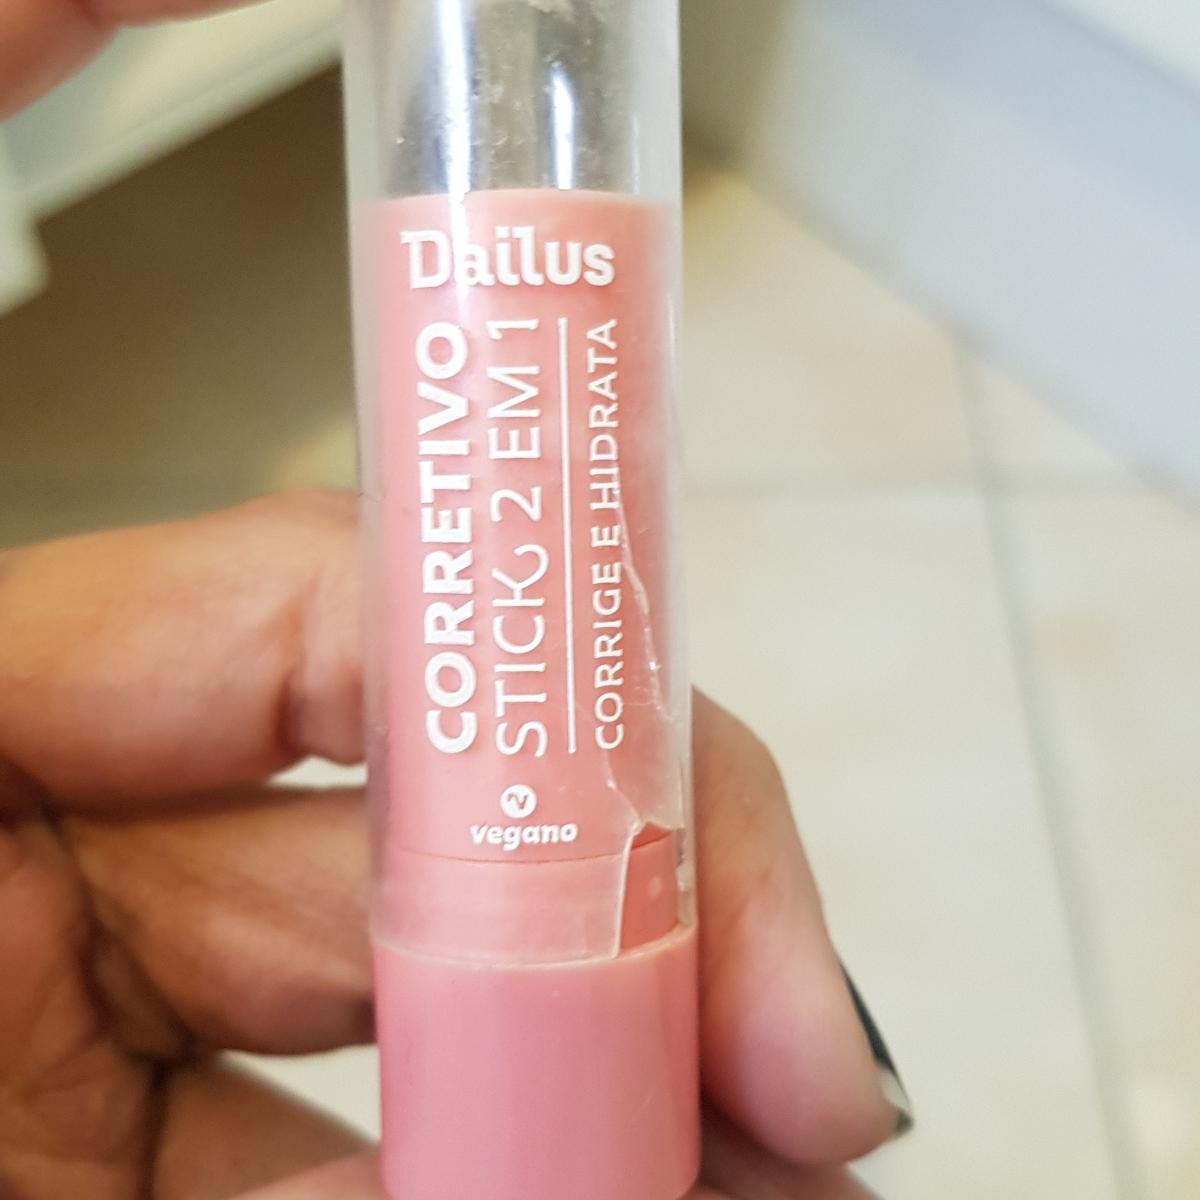 Dailus
CORRETIVO
STICK 2 EM 1
CORRIGE E HIDRATA
vegano